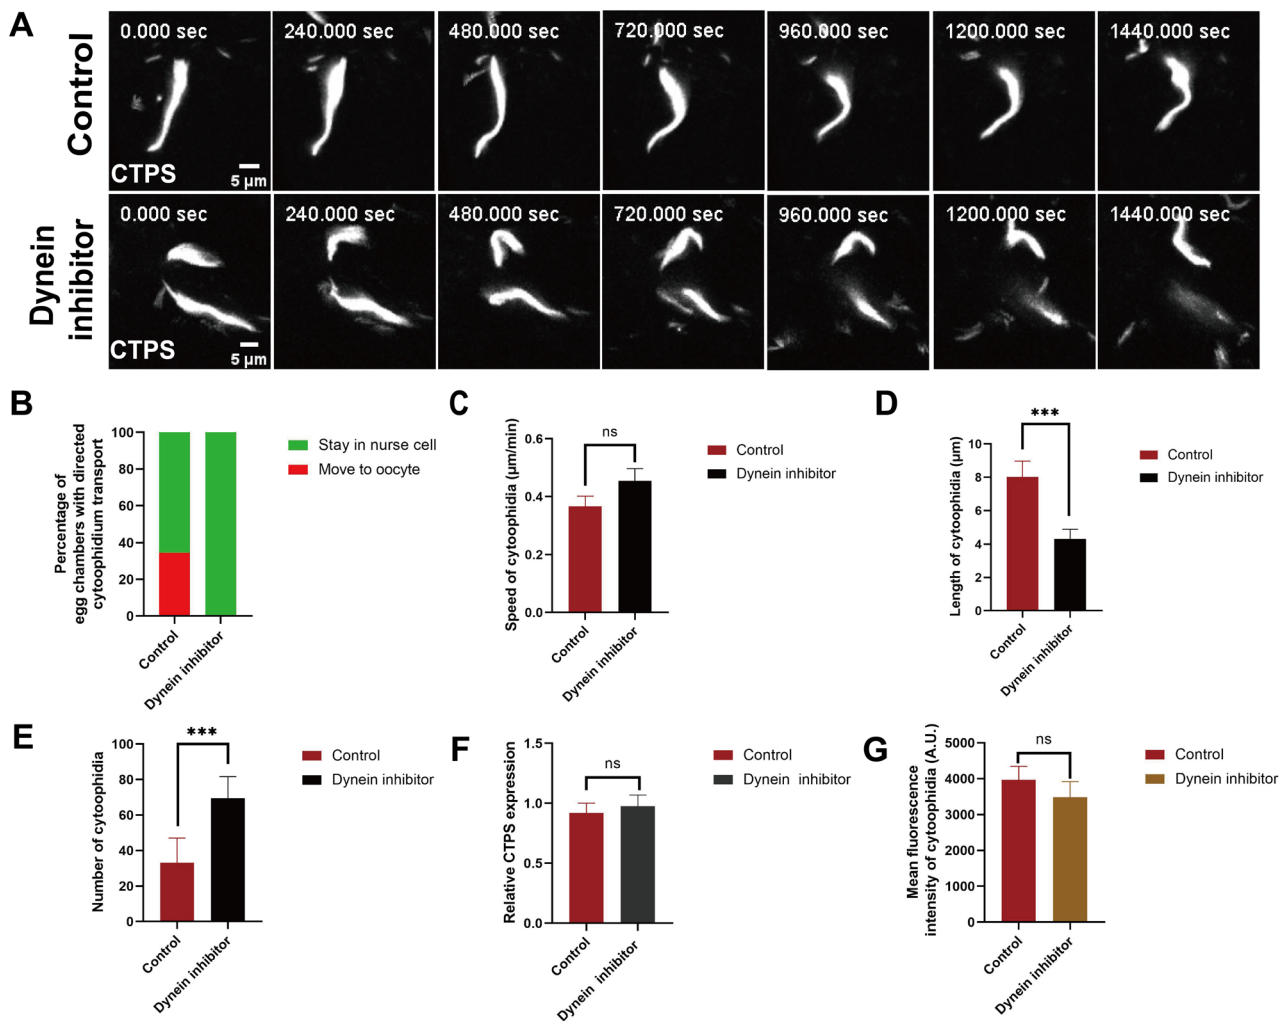 A
Control
0.000 sec
240.000 sec
480.000 sec
720.000 sec
960.000 sec
1200.000 sec
1440.000 sec
CTPS
5 μm
Dynein
inhibitor
0.000 sec
240.000 sec
480.000 sec
720.000 sec
960.000 sec
1200.000 sec
1440.000 sec
CTPS
5 μm
B
Percentage of
egg chambers with directed
cytoophidium transport
100
80
60
40
20
0
Control
Dynein inhibitor
Stay in nurse cell
Move to oocyte
C
Speed of cytoophidia (μm/min)
0.6
0.4
0.2
0.0
ns
Control
Dynein inhibitor
Control
Dynein inhibitor
D
Length of cytoophidia (μm)
10
8
6
4
2
0
***
Control
Dynein inhibitor
Control
Dynein inhibitor
E
Number of cytoophidia
100
80
60
40
20
0
***
Control
Dynein inhibitor
Control
Dynein inhibitor
F
Relative CTPS expression
1.5
1.0
0.5
0.0
ns
Control
Dynein inhibitor
Control
Dynein inhibitor
G
Mean fluorescence
intensity of cytoophidia (A.U.)
5000
4000
3000
2000
1000
0
ns
Control
Dynein inhibitor
Control
Dynein inhibitor